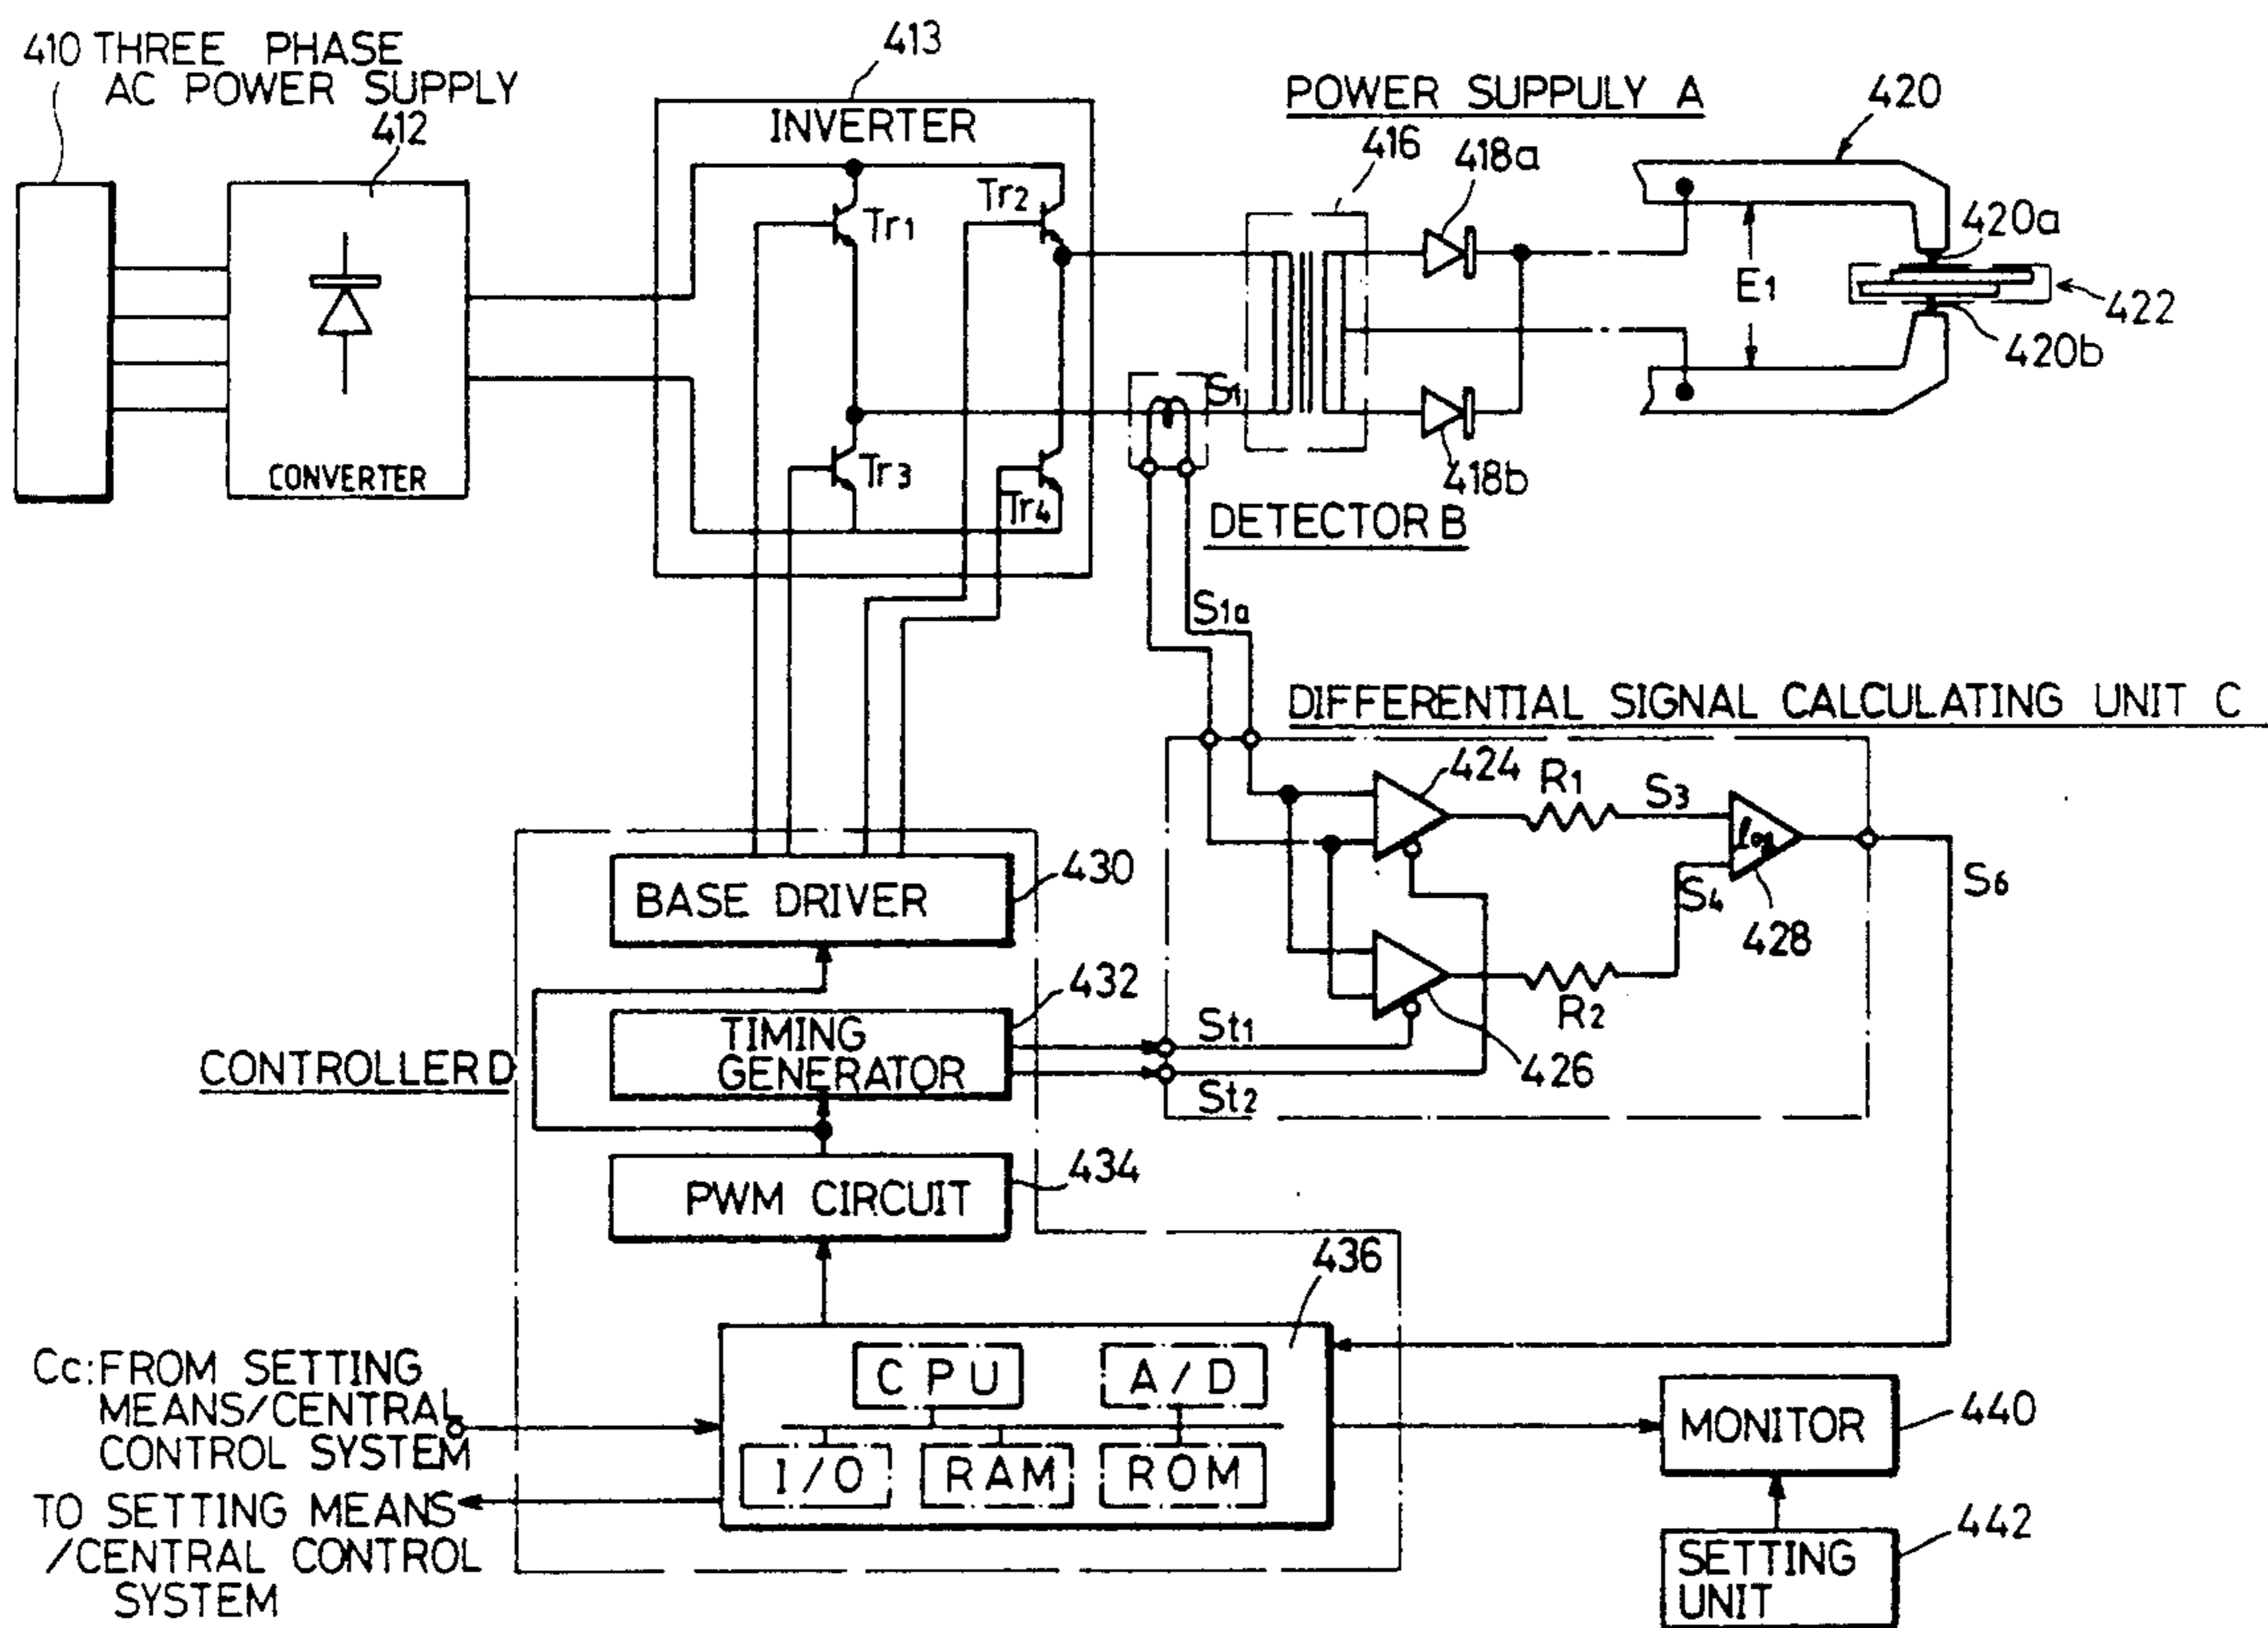 410 THREE PHASE
AC POWER SUPPLY
412
CONVERTER
413
INVERTER
Tr1
Tr2
Tr3
Tr4
POWER SUPPULY A
416
418a
418b
420
420a
E1
422
420b
S1
DETECTOR B
S1a
DIFFERENTIAL SIGNAL CALCULATING UNIT C
424
R1
S3
log
S4
428
S6
R2
426
St1
St2
430
BASE DRIVER
432
TIMING
GENERATOR
CONTROLLER D
434
PWM CIRCUIT
436
CPU
A/D
I/O
RAM
ROM
Cc:FROM SETTING
MEANS/CENTRAL
CONTROL SYSTEM
TO SETTING MEANS
/CENTRAL CONTROL
SYSTEM
MONITOR
440
SETTING
UNIT
442